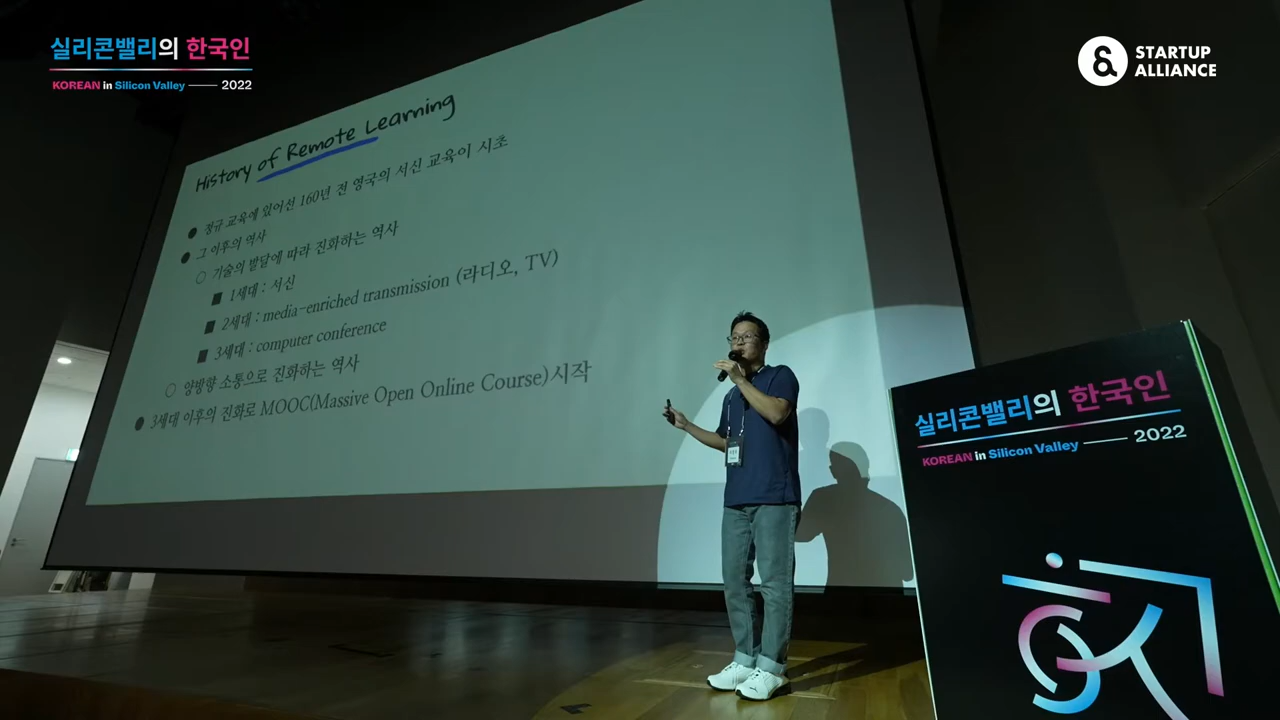 실리콘밸리의 한국인
KOREAN in Silicon Valley 2022
STARTUP
ALLIANCE
History of Remote Learning
● 정규 교육에 있어선 160년 전 영국의 서신 교육이 시초
● 그 이후의 역사
○ 기술의 발달에 따라 진화하는 역사
■ 1세대 : 서신
■ 2세대 : media-enriched transmission (라디오, TV)
■ 3세대 : computer conference
○ 양방향 소통으로 진화하는 역사
● 3세대 이후의 진화로 MOOC(Massive Open Online Course)시작
실리콘밸리의 한국인
KOREAN in Silicon Valley 2022